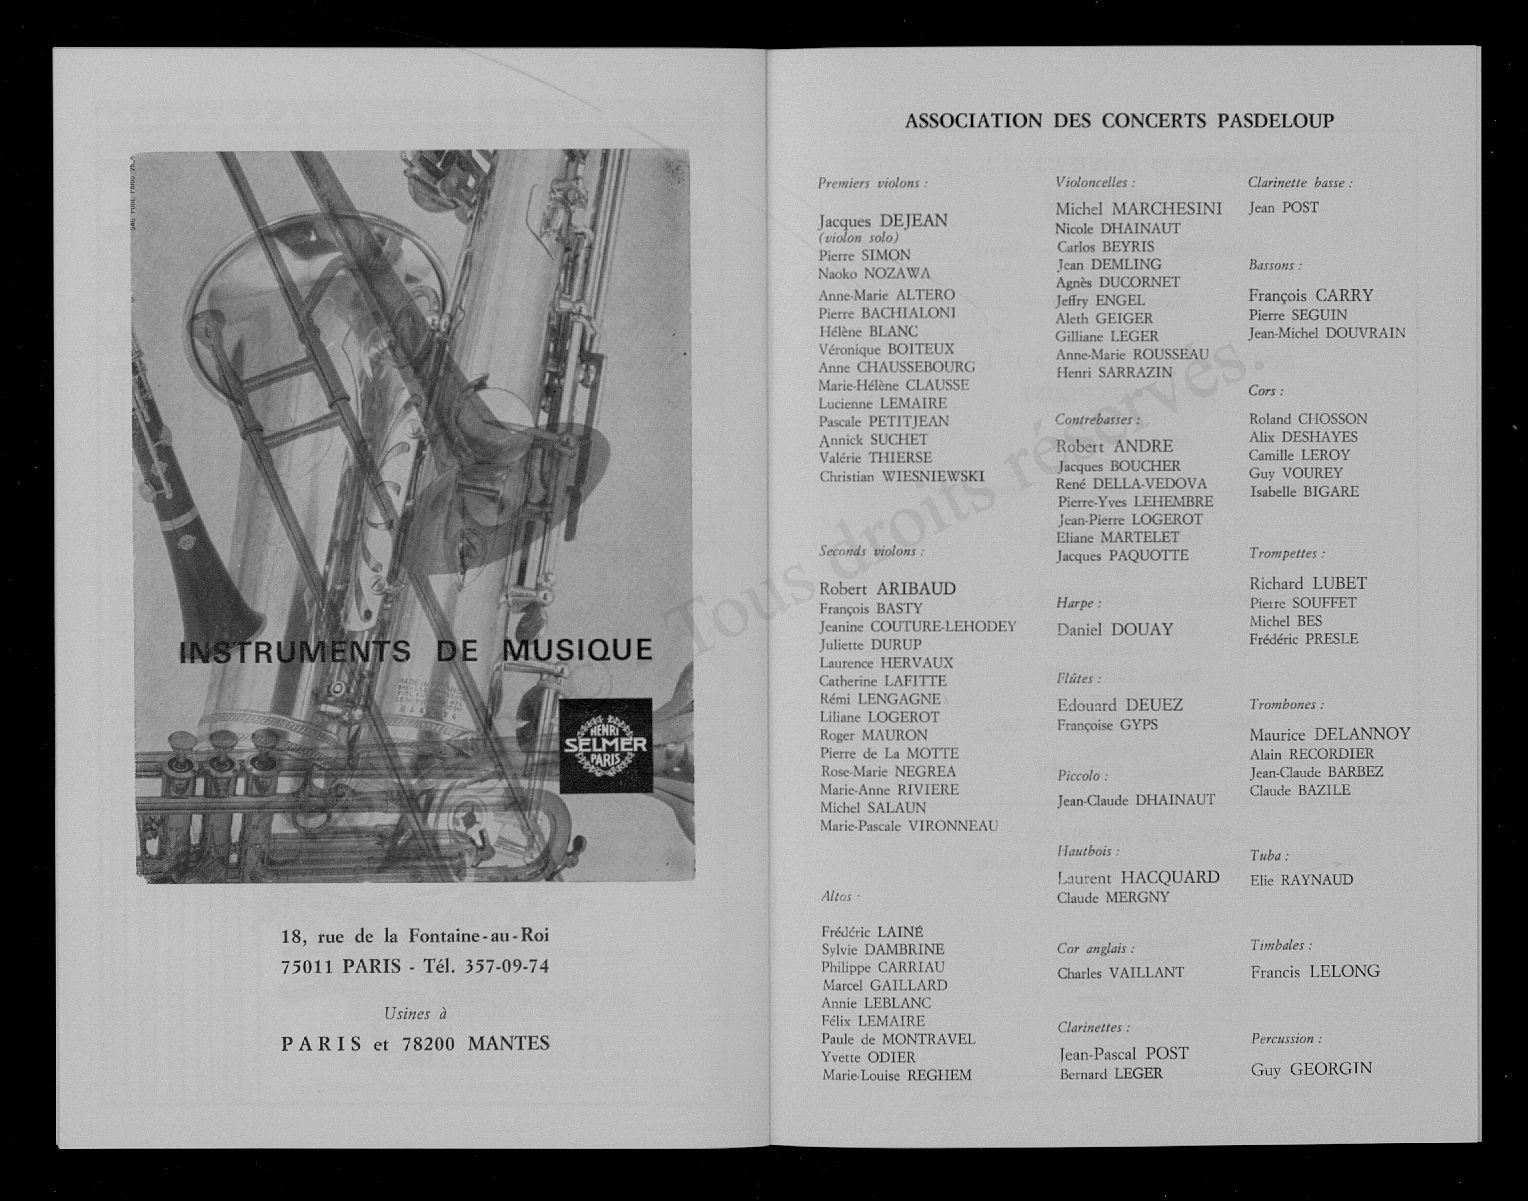 INSTRUMENTS DE MUSIQUE
HENRI
SELMER
PARIS
18, rue de la Fontaine-au-Roi
75011 PARIS - Tél. 357-09-74
Usines à
PARIS et 78200 MANTES
ASSOCIATION DES CONCERTS PASDELOUP
Premiers violons :
Jacques DEJEAN
(violon solo)
Pierre SIMON
Naoko NOZAWA
Anne-Marie ALTERO
Pierre BACHIALONI
Hélène BLANC
Véronique BOITEUX
Anne CHAUSSEBOURG
Marie-Hélène CLAUSSE
Lucienne LEMAIRE
Pascale PETITJEAN
Annick SUCHET
Valérie THIERSE
Christian WIESNIEWSKI
Seconds violons :
Robert ARIBAUD
François BASTY
Jeanine COUTURE-LEHODEY
Juliette DURUP
Laurence HERVAUX
Catherine LAFITTE
Rémi LENGAGNE
Liliane LOGEROT
Roger MAURON
Pierre de La MOTTE
Rose-Marie NEGREA
Marie-Anne RIVIERE
Michel SALAUN
Marie-Pascale VIRONNEAU
Altos :
Frédéric LAINÉ
Sylvie DAMBRINE
Philippe CARRIAU
Marcel GAILLARD
Annie LEBLANC
Félix LEMAIRE
Paule de MONTRAVEL
Yvette ODIER
Marie-Louise REGHEM
Violoncelles :
Michel MARCHESINI
Nicole DHAINAUT
Carlos BEYRIS
Jean DEMLING
Agnès DUCORNET
Jeffry ENGEL
Aleth GEIGER
Gilliane LEGER
Anne-Marie ROUSSEAU
Henri SARRAZIN
Contrebasses :
Robert ANDRE
Jacques BOUCHER
René DELLA-VEDOVA
Pierre-Yves LEHEMBRE
Jean-Pierre LOGEROT
Eliane MARTELET
Jacques PAQUOTTE
Harpe :
Daniel DOUAY
Flûtes :
Edouard DEUEZ
Françoise GYPS
Piccolo :
Jean-Claude DHAINAUT
Hautbois :
Laurent HACQUARD
Claude MERGNY
Cor anglais :
Charles VAILLANT
Clarinettes :
Jean-Pascal POST
Bernard LEGER
Clarinette basse :
Jean POST
Bassons :
François CARRY
Pierre SEGUIN
Jean-Michel DOUVRAIN
Cors :
Roland CHOSSON
Alix DESHAYES
Camille LEROY
Guy VOUREY
Isabelle BIGARE
Trompettes :
Richard LUBET
Pierre SOUFFET
Michel BES
Frédéric PRESLE
Trombones :
Maurice DELANNOY
Alain RECORDIER
Jean-Claude BARBEZ
Claude BAZILE
Tuba :
Elie RAYNAUD
Timbales :
Francis LELONG
Percussion :
Guy GEORGIN
Tous droits réservés.